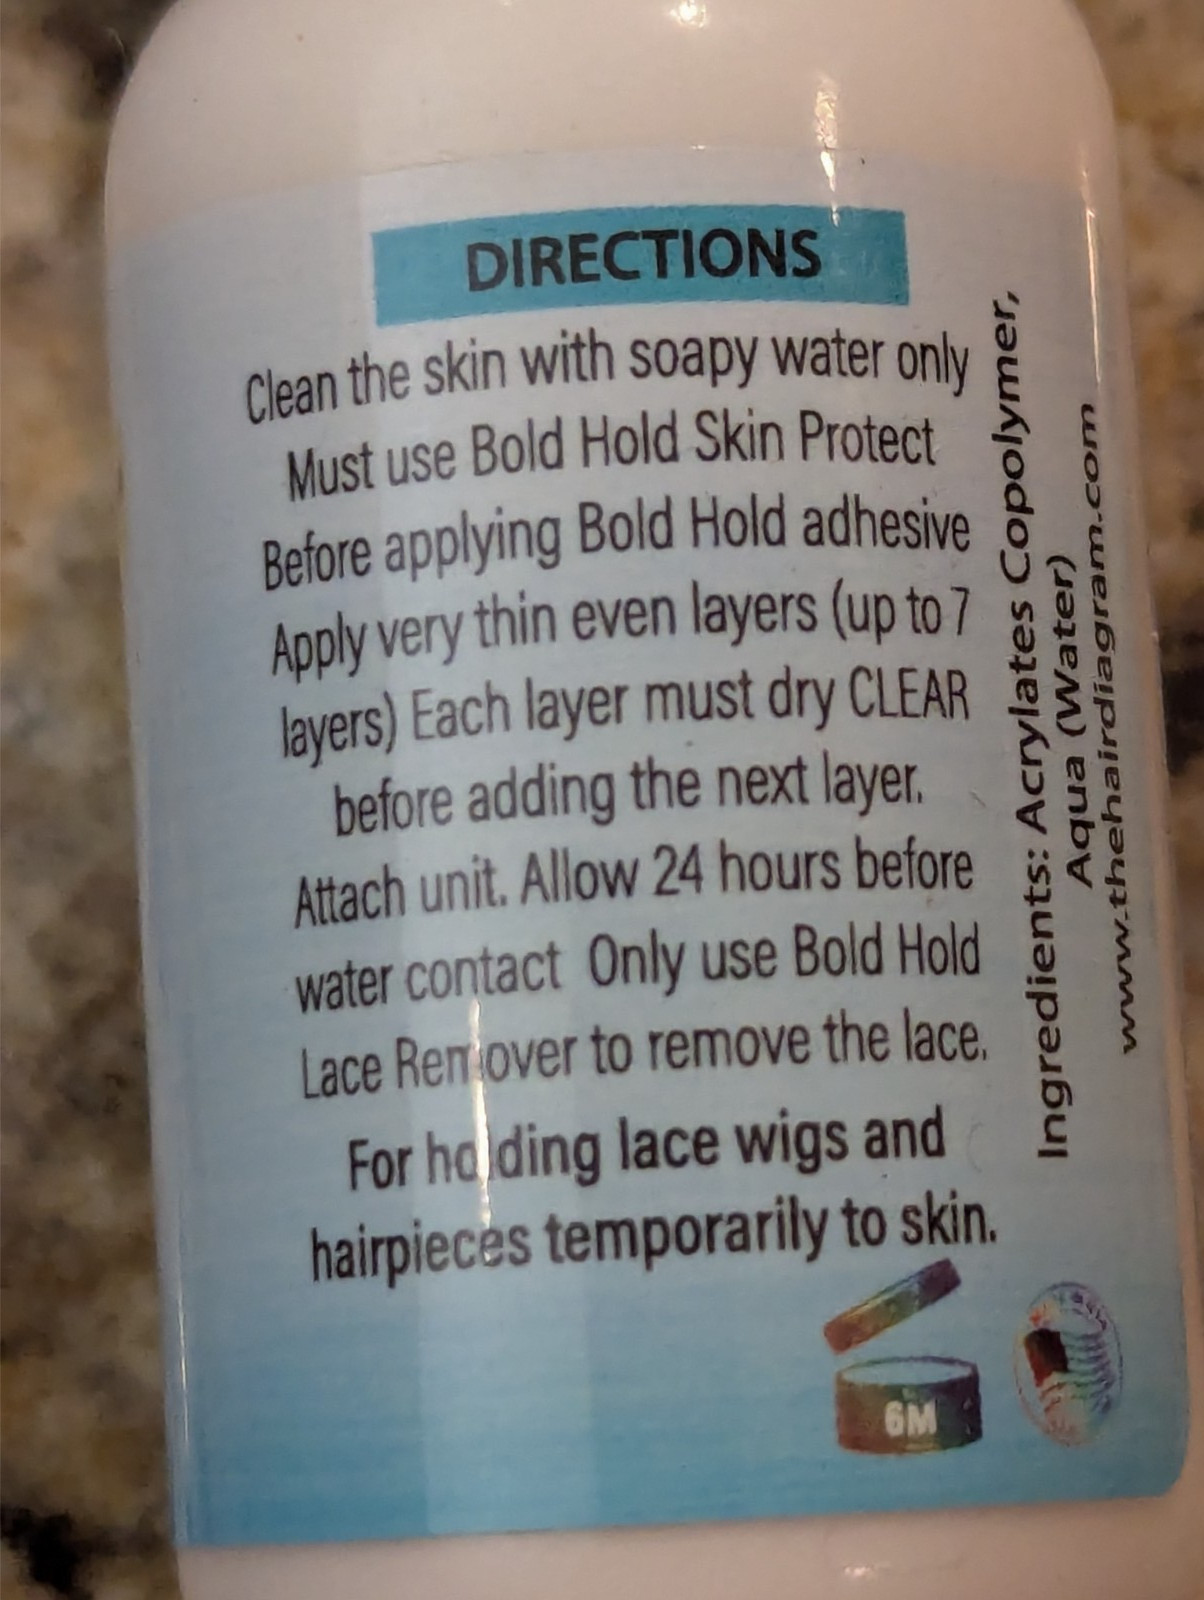 DIRECTIONS
Clean the skin with soapy water only
Must use Bold Hold Skin Protect
Before applying Bold Hold adhesive
Apply very thin even layers (up to 7
layers) Each layer must dry CLEAR
before adding the next layer.
Attach unit. Allow 24 hours before
water contact Only use Bold Hold
Lace Remover to remove the lace.
For holding lace wigs and
hairpieces temporarily to skin.
6M
Ingredients: Acrylates Copolymer,
Aqua (Water)
www.thehairdiagram.com